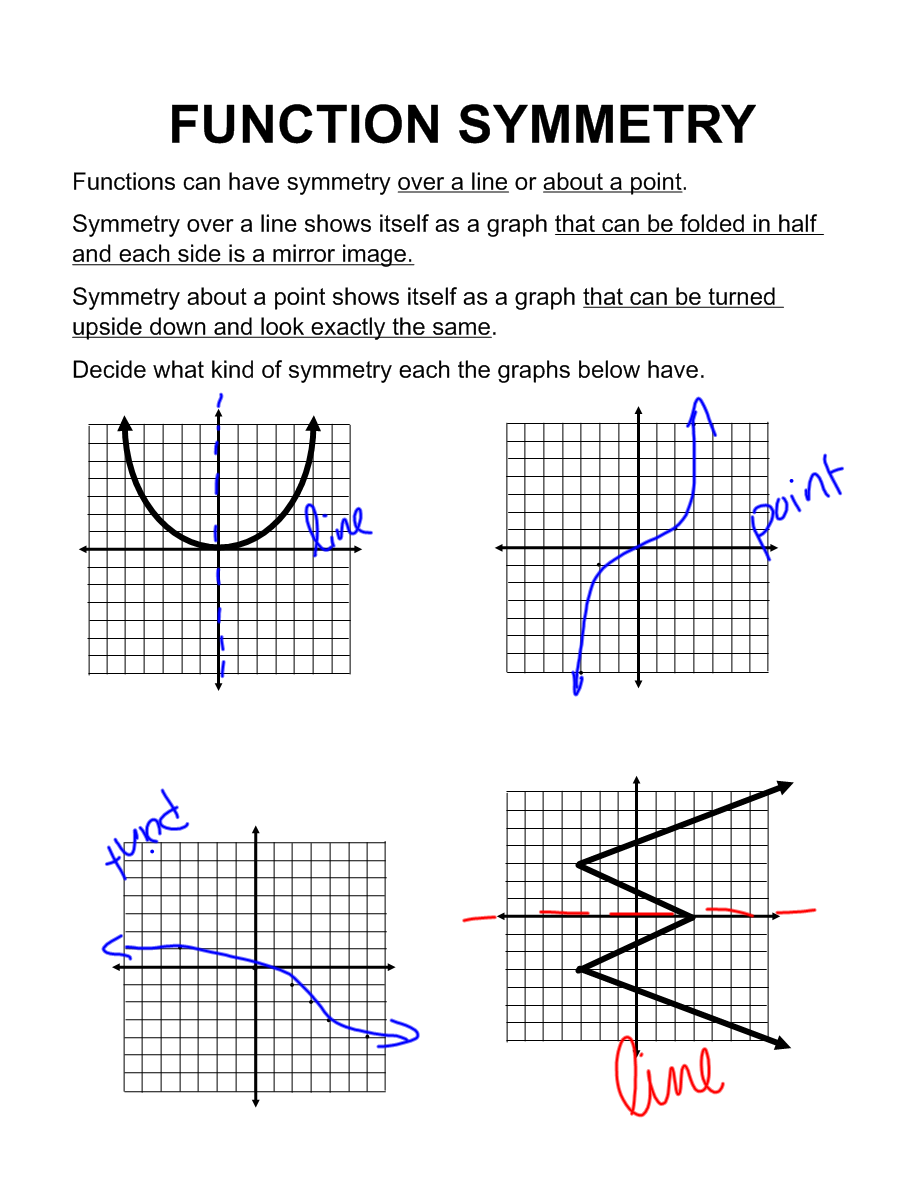 FUNCTION SYMMETRY
Functions can have symmetry over a line or about a point.
Symmetry over a line shows itself as a graph that can be folded in half
and each side is a mirror image.
Symmetry about a point shows itself as a graph that can be turned
upside down and look exactly the same.
Decide what kind of symmetry each the graphs below have.
line
point
point
line